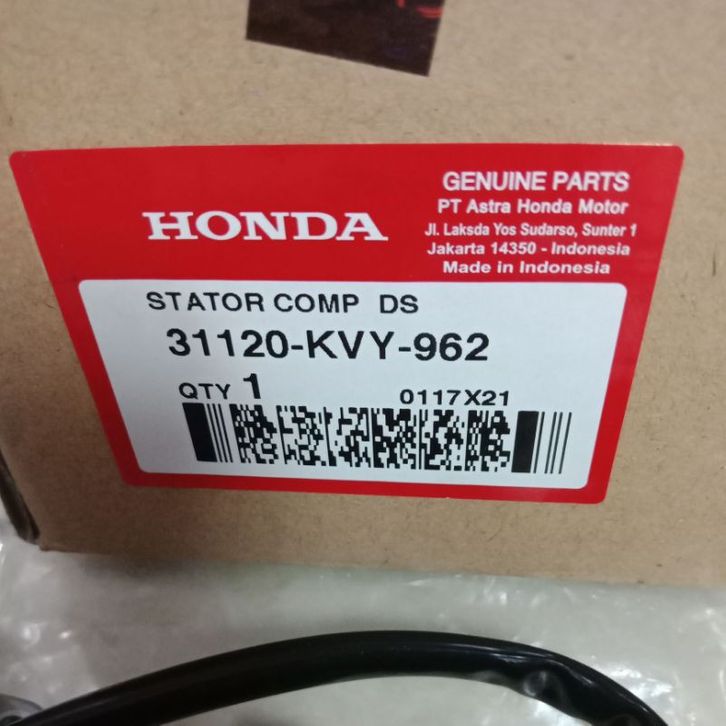 HONDA
GENUINE PARTS
PT Astra Honda Motor
Jl. Laksda Yos Sudarso, Sunter 1
Jakarta 14350 - Indonesia
Made in Indonesia
STATOR COMP DS
31120-KVY-962
QTY 1 0117X21